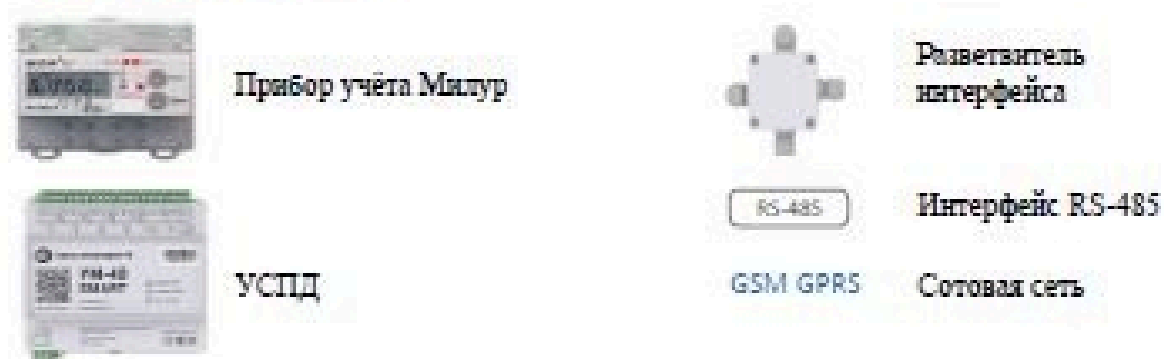 Прибор учёта Милур
Разветвитель
интерфейса
RS-485
Интерфейс RS-485
УСПД
GSM GPRS
Сотовая сеть